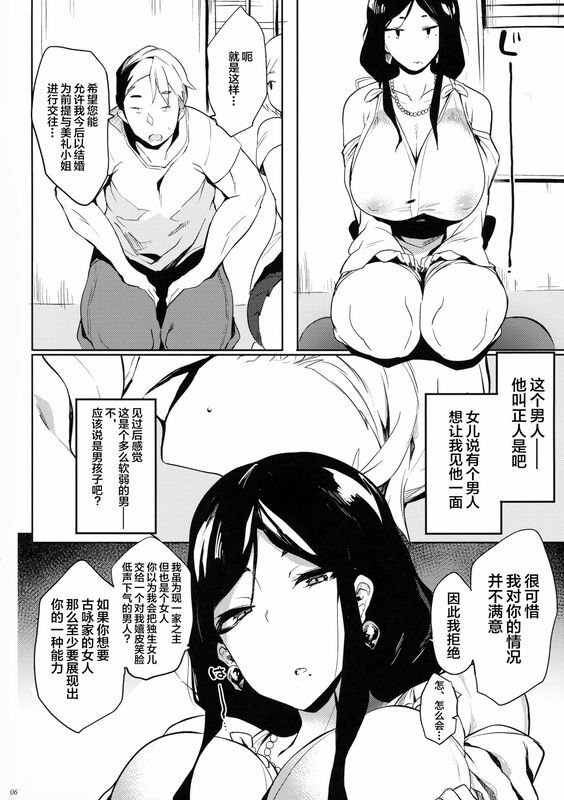 じ
ー
呃
就是这样…
希望您能
允许我今后以结婚
为前提与美礼小姐
进行交往…
这个男人——
他叫正人是吧
女儿说有个男人
想让我见他一面
见过后感觉
这是个多么软弱的男——
不，
应该说是男孩子吧？
很可惜
我对你的情况
并不满意
因此我拒绝
怎、怎么会…
我虽为现一家之主
但也是个女人
你以为我会把独生女儿
交给一个对我嬉皮笑脸
低声下气的男人？
はー
如果你想要
古咏家的女人
那么至少要展现出
你的一种能力
06